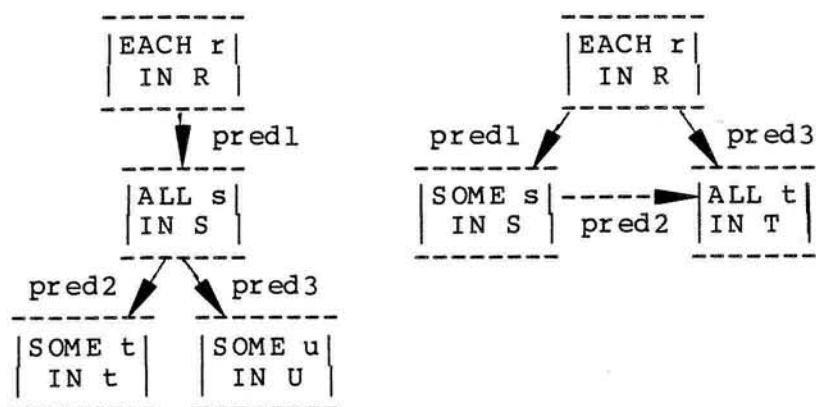 EACH r
IN R
pred1
ALL s
IN S
pred2
pred3
SOME t
IN t
SOME u
IN U
EACH r
IN R
pred1
pred3
SOME s
IN S
pred2
ALL t
IN T